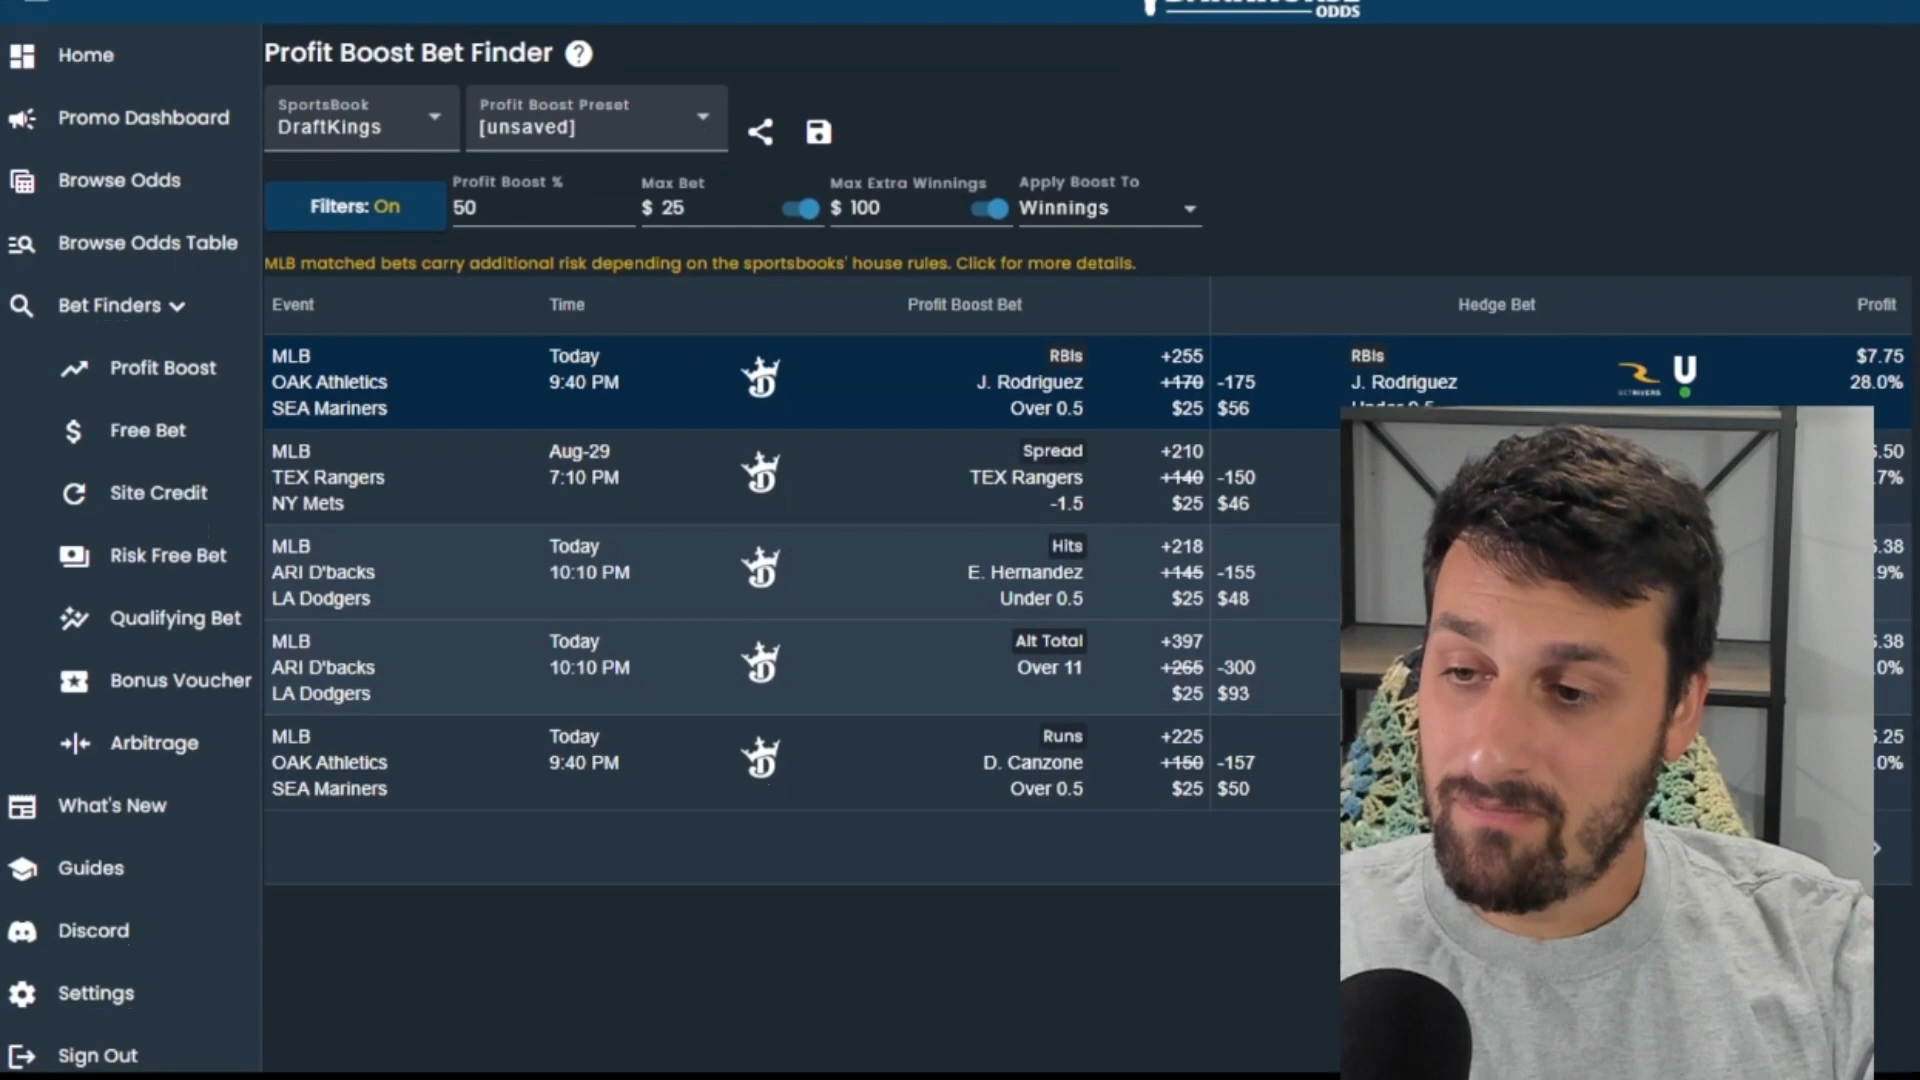 ODDS
Home
Promo Dashboard
Browse Odds
Browse Odds Table
Bet Finders
Profit Boost
Free Bet
Site Credit
Risk Free Bet
Qualifying Bet
Bonus Voucher
Arbitrage
What's New
Guides
Discord
Settings
Sign Out
Profit Boost Bet Finder ?
SportsBook
DraftKings
Profit Boost Preset
[unsaved]
Filters: On
Profit Boost %
50
Max Bet
$ 25
Max Extra Winnings
$ 100
Apply Boost To
Winnings
MLB matched bets carry additional risk depending on the sportsbooks' house rules. Click for more details.
Event Time Profit Boost Bet Hedge Bet Profit
MLB Today RBIs +255 RBIs $7.75
OAK Athletics 9:40 PM J. Rodriguez +170 -175 J. Rodriguez BETRIVERS U 28.0%
SEA Mariners Over 0.5 $25 $56
MLB Aug-29 Spread +210 .50
TEX Rangers 7:10 PM TEX Rangers +140 -150 7%
NY Mets -1.5 $25 $46
MLB Today Hits +218 .38
ARI D'backs 10:10 PM E. Hernandez +145 -155 9%
LA Dodgers Under 0.5 $25 $48
MLB Today Alt Total +397 .38
ARI D'backs 10:10 PM Over 11 +265 -300 .0%
LA Dodgers $25 $93
MLB Today Runs +225 .25
OAK Athletics 9:40 PM D. Canzone +150 -157 .0%
SEA Mariners Over 0.5 $25 $50